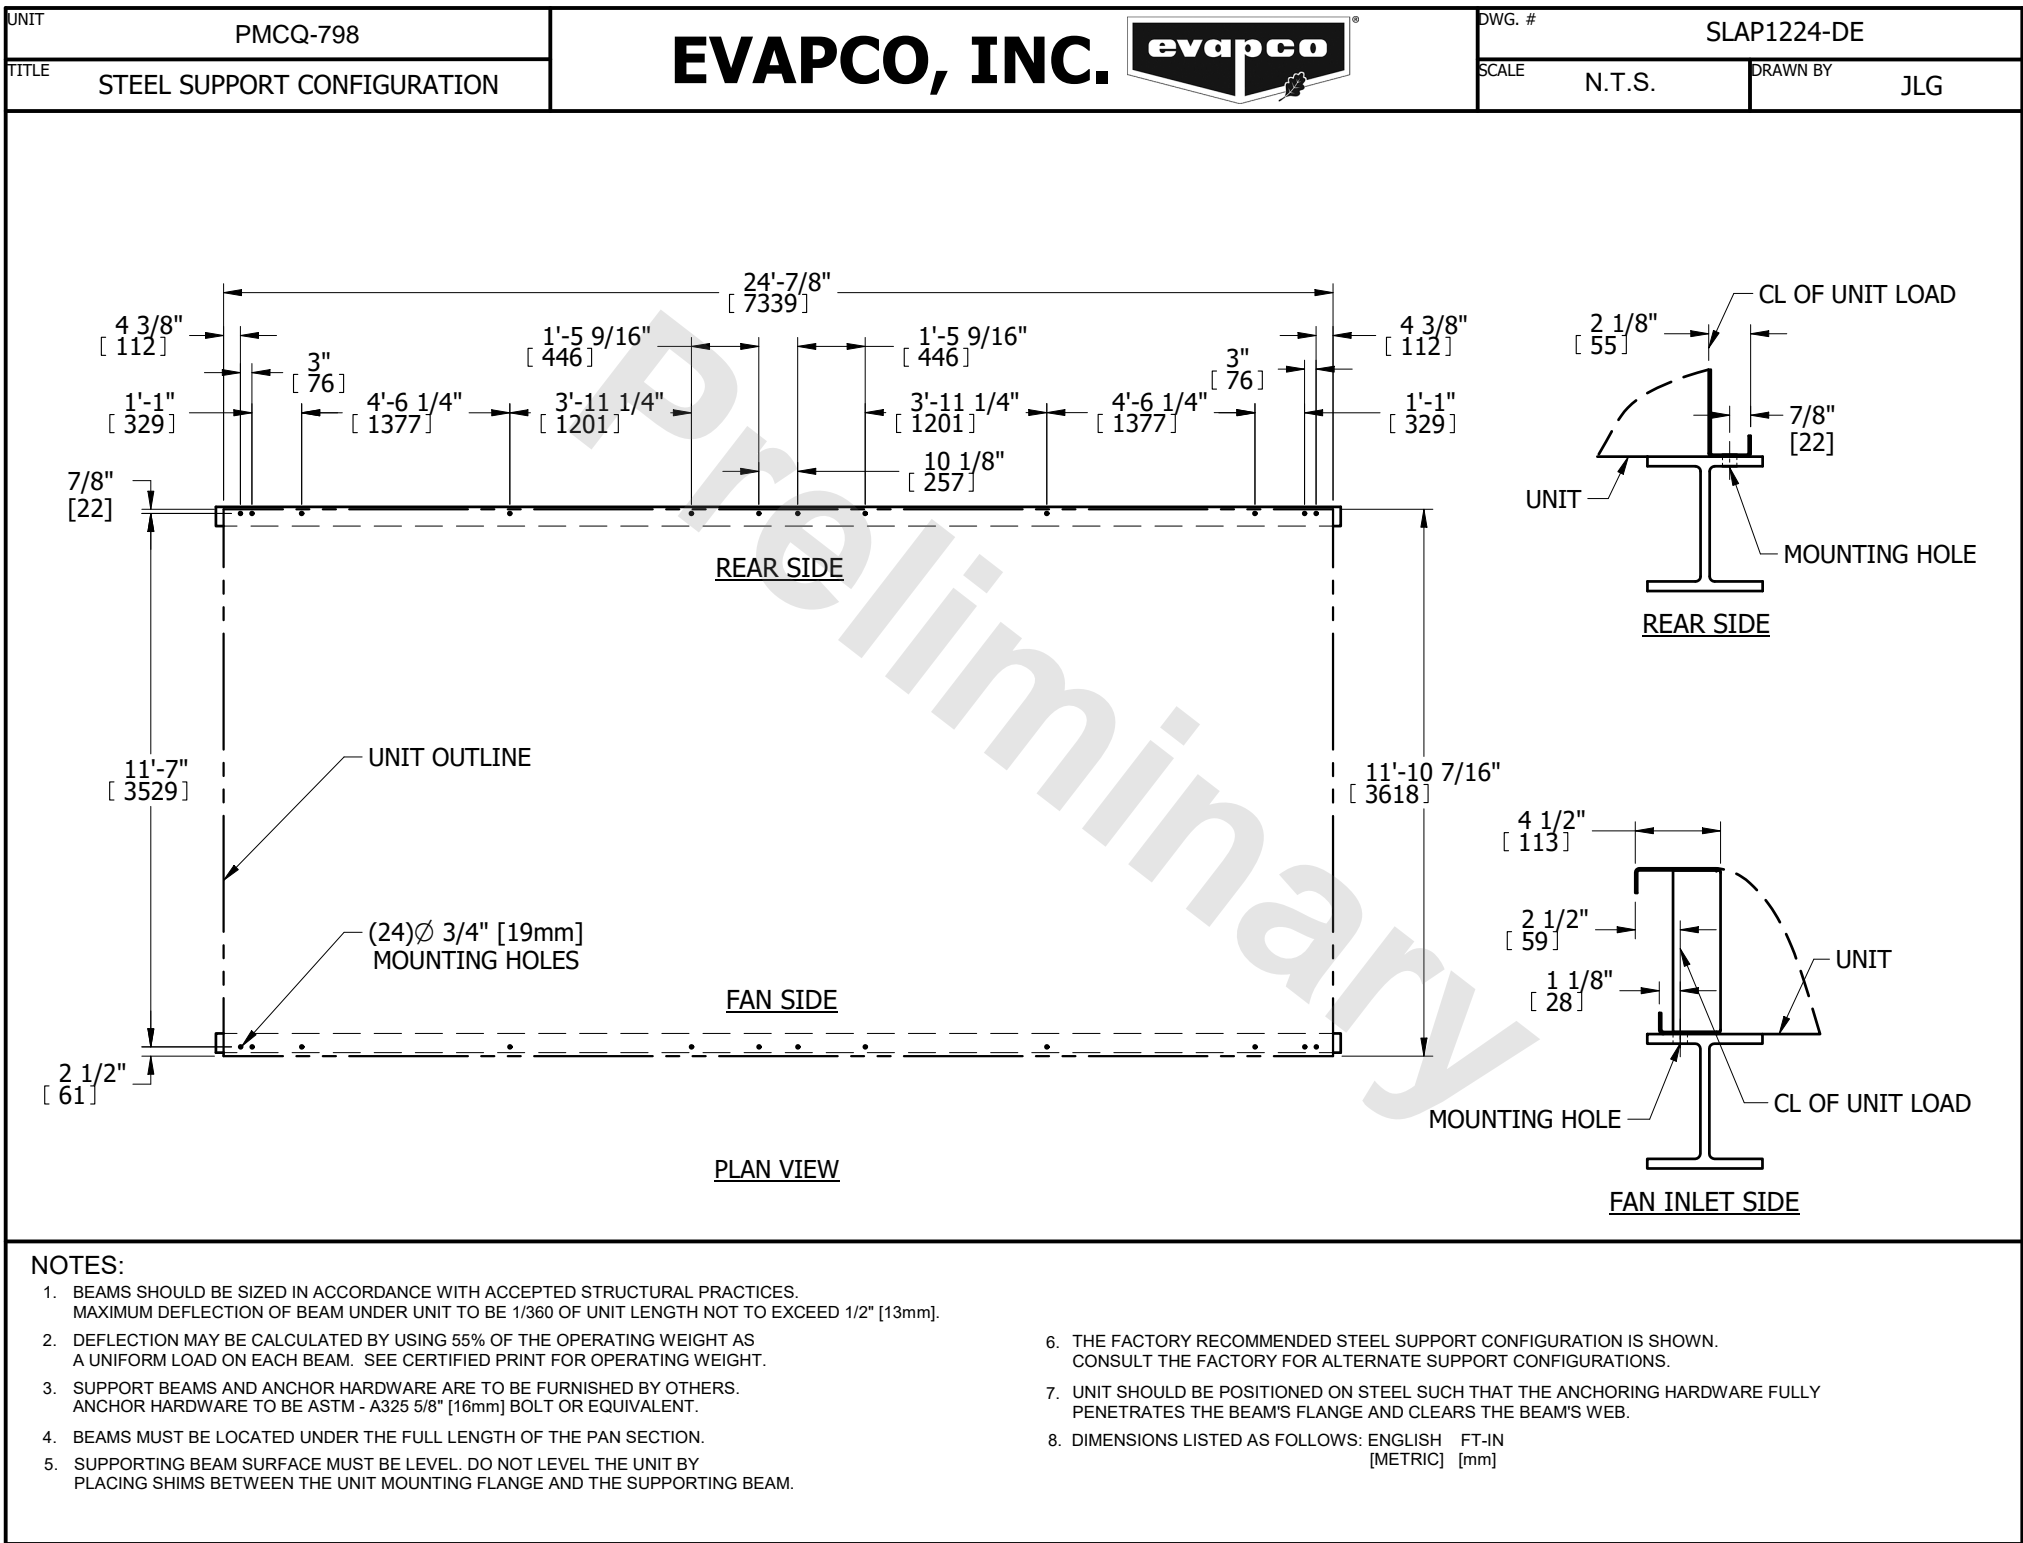 UNIT
PMCQ-798
TITLE
STEEL SUPPORT CONFIGURATION
EVAPCO, INC.
evapco
®
DWG. #
SLAP1224-DE
SCALE
N.T.S.
DRAWN BY
JLG
24'-7/8"
[ 7339]
4 3/8"
[ 112]
3"
[ 76]
1'-5 9/16"
[ 446]
1'-5 9/16"
[ 446]
3"
[ 76]
4 3/8"
[ 112]
1'-1"
[ 329]
4'-6 1/4"
[ 1377]
3'-11 1/4"
[ 1201]
3'-11 1/4"
[ 1201]
4'-6 1/4"
[ 1377]
1'-1"
[ 329]
10 1/8"
[ 257]
7/8"
[22]
REAR SIDE
UNIT OUTLINE
11'-7"
[ 3529]
11'-10 7/16"
[ 3618]
(24)Ø 3/4" [19mm]
MOUNTING HOLES
FAN SIDE
2 1/2"
[ 61]
PLAN VIEW
Preliminary
CL OF UNIT LOAD
2 1/8"
[ 55]
7/8"
[22]
UNIT
MOUNTING HOLE
REAR SIDE
4 1/2"
[ 113]
2 1/2"
[ 59]
1 1/8"
[ 28]
UNIT
CL OF UNIT LOAD
MOUNTING HOLE
FAN INLET SIDE
NOTES:
1. BEAMS SHOULD BE SIZED IN ACCORDANCE WITH ACCEPTED STRUCTURAL PRACTICES.
MAXIMUM DEFLECTION OF BEAM UNDER UNIT TO BE 1/360 OF UNIT LENGTH NOT TO EXCEED 1/2" [13mm].
2. DEFLECTION MAY BE CALCULATED BY USING 55% OF THE OPERATING WEIGHT AS
A UNIFORM LOAD ON EACH BEAM. SEE CERTIFIED PRINT FOR OPERATING WEIGHT.
3. SUPPORT BEAMS AND ANCHOR HARDWARE ARE TO BE FURNISHED BY OTHERS.
ANCHOR HARDWARE TO BE ASTM - A325 5/8" [16mm] BOLT OR EQUIVALENT.
4. BEAMS MUST BE LOCATED UNDER THE FULL LENGTH OF THE PAN SECTION.
5. SUPPORTING BEAM SURFACE MUST BE LEVEL. DO NOT LEVEL THE UNIT BY
PLACING SHIMS BETWEEN THE UNIT MOUNTING FLANGE AND THE SUPPORTING BEAM.
6. THE FACTORY RECOMMENDED STEEL SUPPORT CONFIGURATION IS SHOWN.
CONSULT THE FACTORY FOR ALTERNATE SUPPORT CONFIGURATIONS.
7. UNIT SHOULD BE POSITIONED ON STEEL SUCH THAT THE ANCHORING HARDWARE FULLY
PENETRATES THE BEAM'S FLANGE AND CLEARS THE BEAM'S WEB.
8. DIMENSIONS LISTED AS FOLLOWS: ENGLISH FT-IN
[METRIC] [mm]